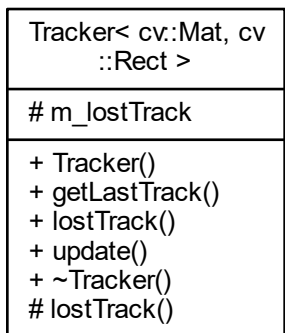 Tracker< cv::Mat, cv
::Rect >
# m_lostTrack
+ Tracker()
+ getLastTrack()
+ lostTrack()
+ update()
+ ~Tracker()
# lostTrack()